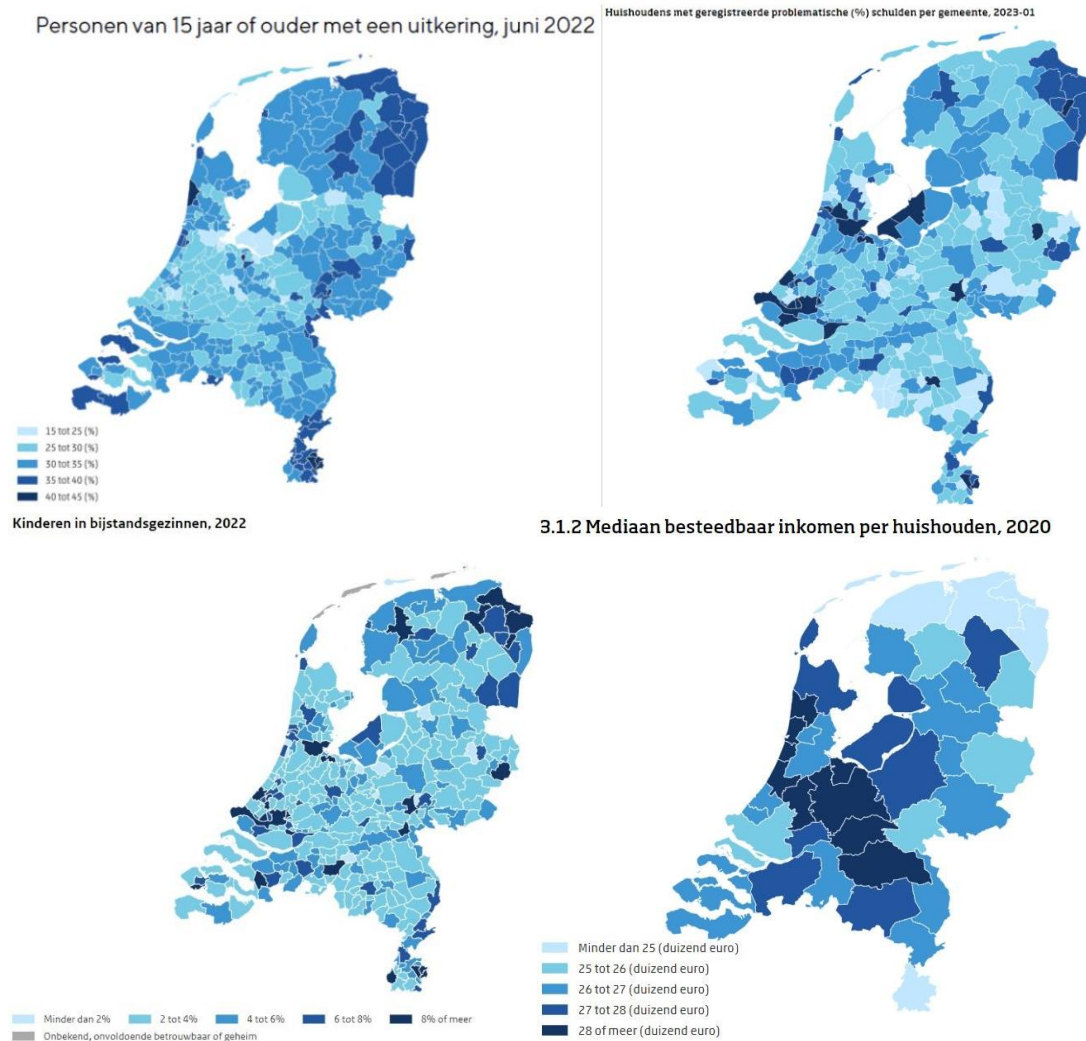 Personen van 15 jaar of ouder met een uitkering, juni 2022
Huishoudens met geregistreerde problematische (%) schulden per gemeente, 2023-01
15 tot 25 (%)
25 tot 30 (%)
30 tot 35 (%)
35 tot 40 (%)
40 tot 45 (%)
Kinderen in bijstandsgezinnen, 2022
3.1.2 Mediaan besteedbaar inkomen per huishouden, 2020
Minder dan 25 (duizend euro)
25 tot 26 (duizend euro)
26 tot 27 (duizend euro)
27 tot 28 (duizend euro)
28 of meer (duizend euro)
Minder dan 2%
2 tot 4%
4 tot 6%
6 tot 8%
8% of meer
Onbekend, onvoldoende betrouwbaar of geheim